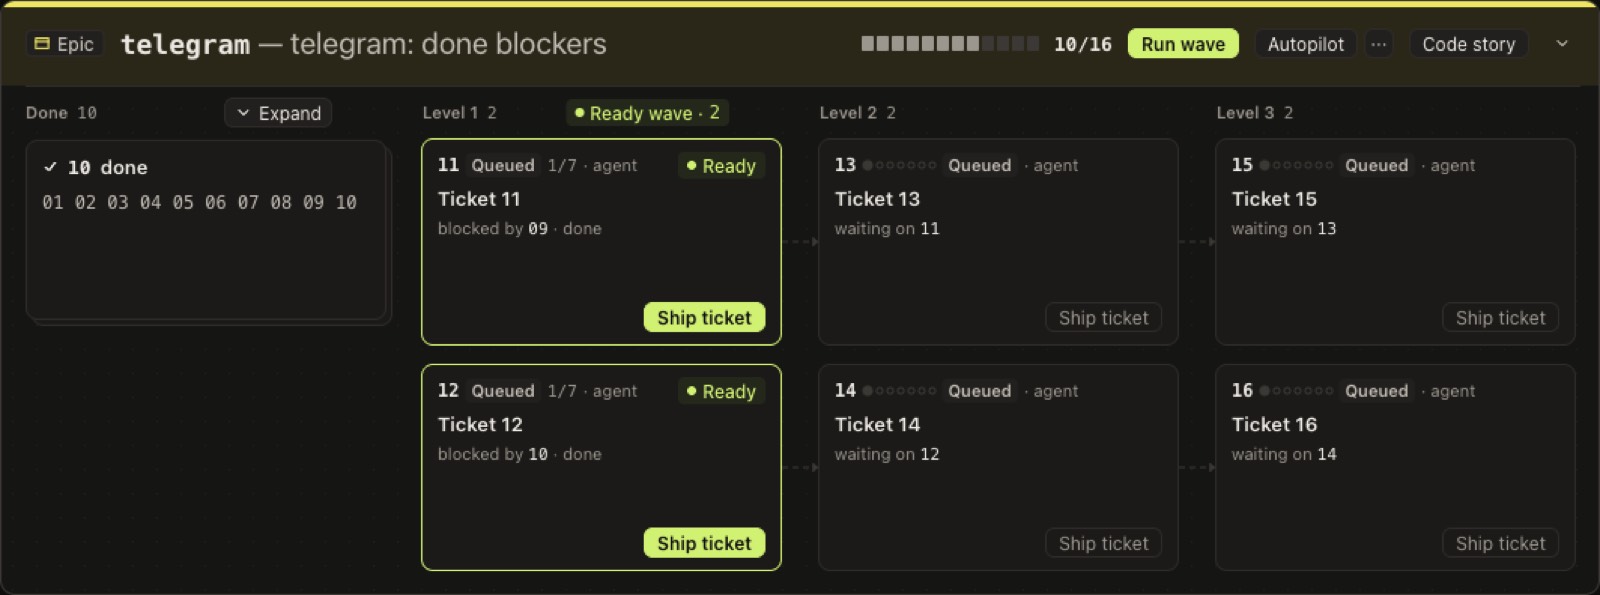 Epic telegram — telegram: done blockers 10/16 Run wave Autopilot ··· Code story
Done 10 Expand
✓ 10 done
01 02 03 04 05 06 07 08 09 10
Level 1 2 Ready wave · 2
11 Queued 1/7 · agent Ready
Ticket 11
blocked by 09 · done
Ship ticket
12 Queued 1/7 · agent Ready
Ticket 12
blocked by 10 · done
Ship ticket
Level 2 2
13 Queued · agent
Ticket 13
waiting on 11
Ship ticket
14 Queued · agent
Ticket 14
waiting on 12
Ship ticket
Level 3 2
15 Queued · agent
Ticket 15
waiting on 13
Ship ticket
16 Queued · agent
Ticket 16
waiting on 14
Ship ticket